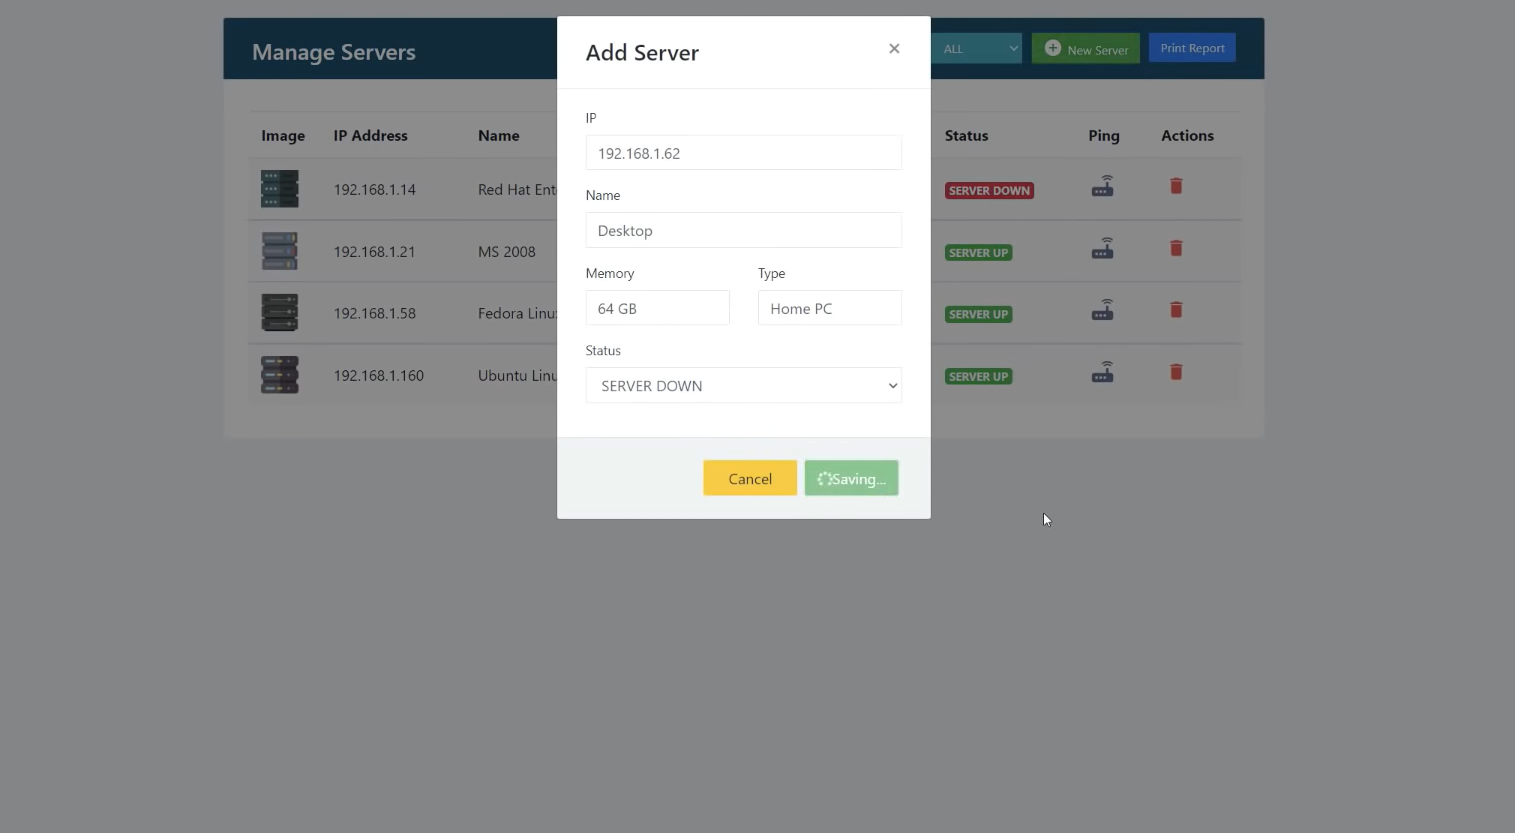 Manage Servers
Add Server
×
ALL
New Server
Print Report
Image
IP Address
Name
Status
Ping
Actions
192.168.1.14
Red Hat Ent
SERVER DOWN
192.168.1.21
MS 2008
SERVER UP
192.168.1.58
Fedora Linu
SERVER UP
192.168.1.160
Ubuntu Linu
SERVER UP
IP
192.168.1.62
Name
Desktop
Memory
Type
64 GB
Home PC
Status
SERVER DOWN
Cancel
Saving...